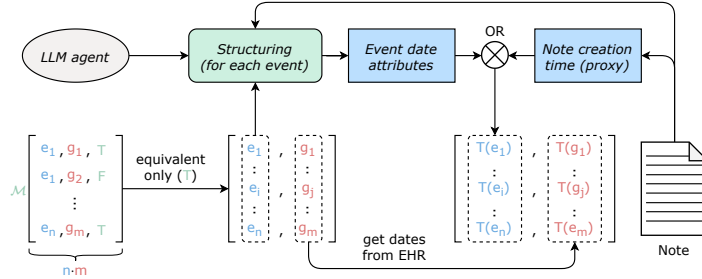 LLM agent
Structuring
(for each event)
Event date
attributes
OR
Note creation
time (proxy)
M
e1 , g1 , T
e1 , g2 , F
⋮
en, gm , T
n·m
equivalent
only (T)
e1 , g1
⋮ ⋮
ei , gj
⋮ ⋮
en , gm
get dates
from EHR
T(e1) , T(g1)
⋮ ⋮
T(ei) , T(gj)
⋮ ⋮
T(en) , T(em)
Note